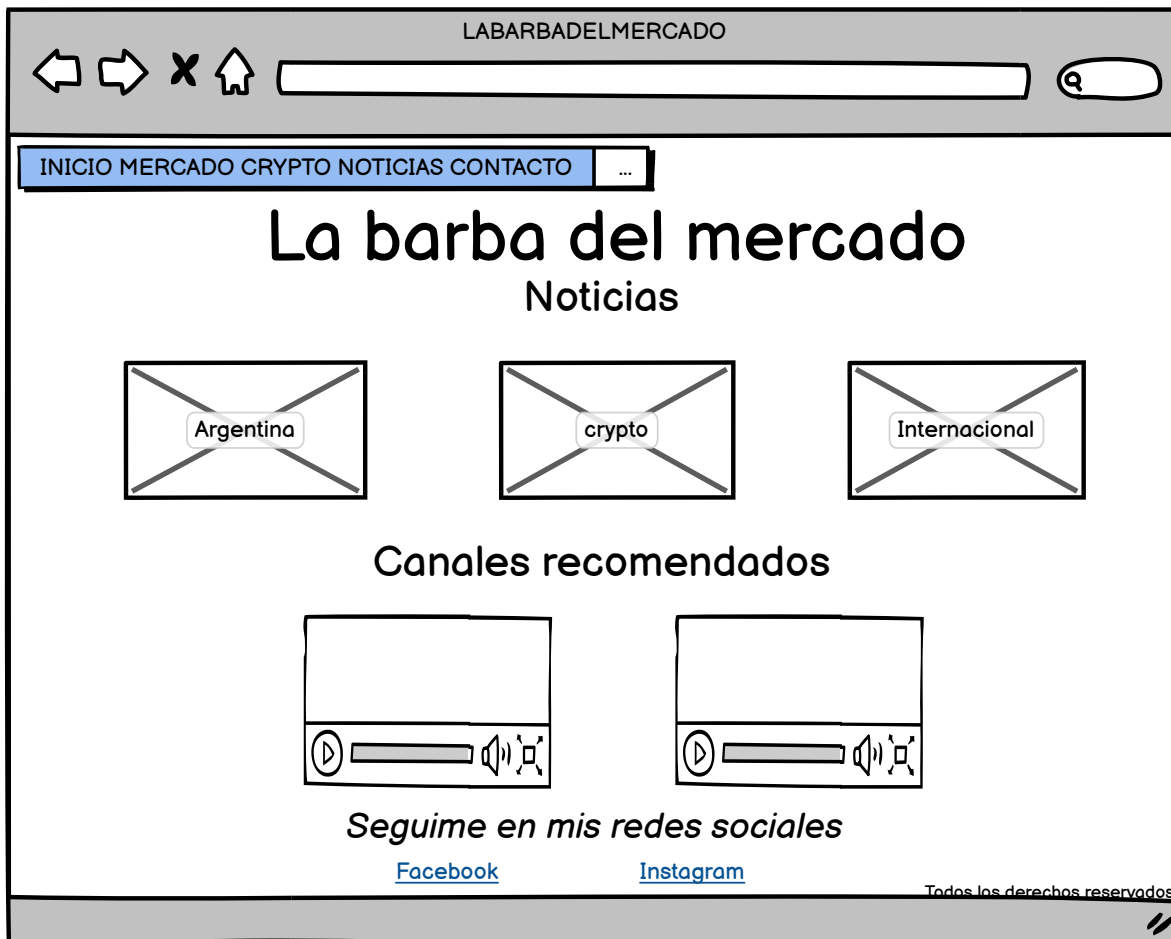 LABARBADELMERCADO
INICIO MERCADO CRYPTO NOTICIAS CONTACTO ...
La barba del mercado
Noticias
Argentina crypto Internacional
Canales recomendados
Seguime en mis redes sociales
Facebook Instagram
Todos los derechos reservados